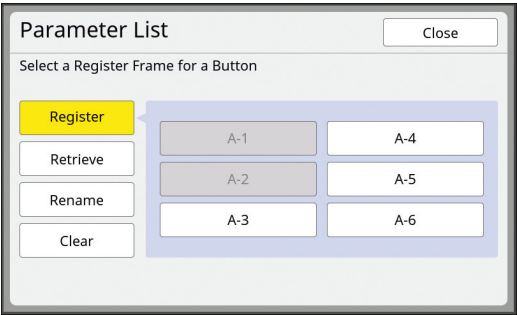 Parameter List
Close
Select a Register Frame for a Button
Register
Retrieve
Rename
Clear
A-1
A-2
A-3
A-4
A-5
A-6